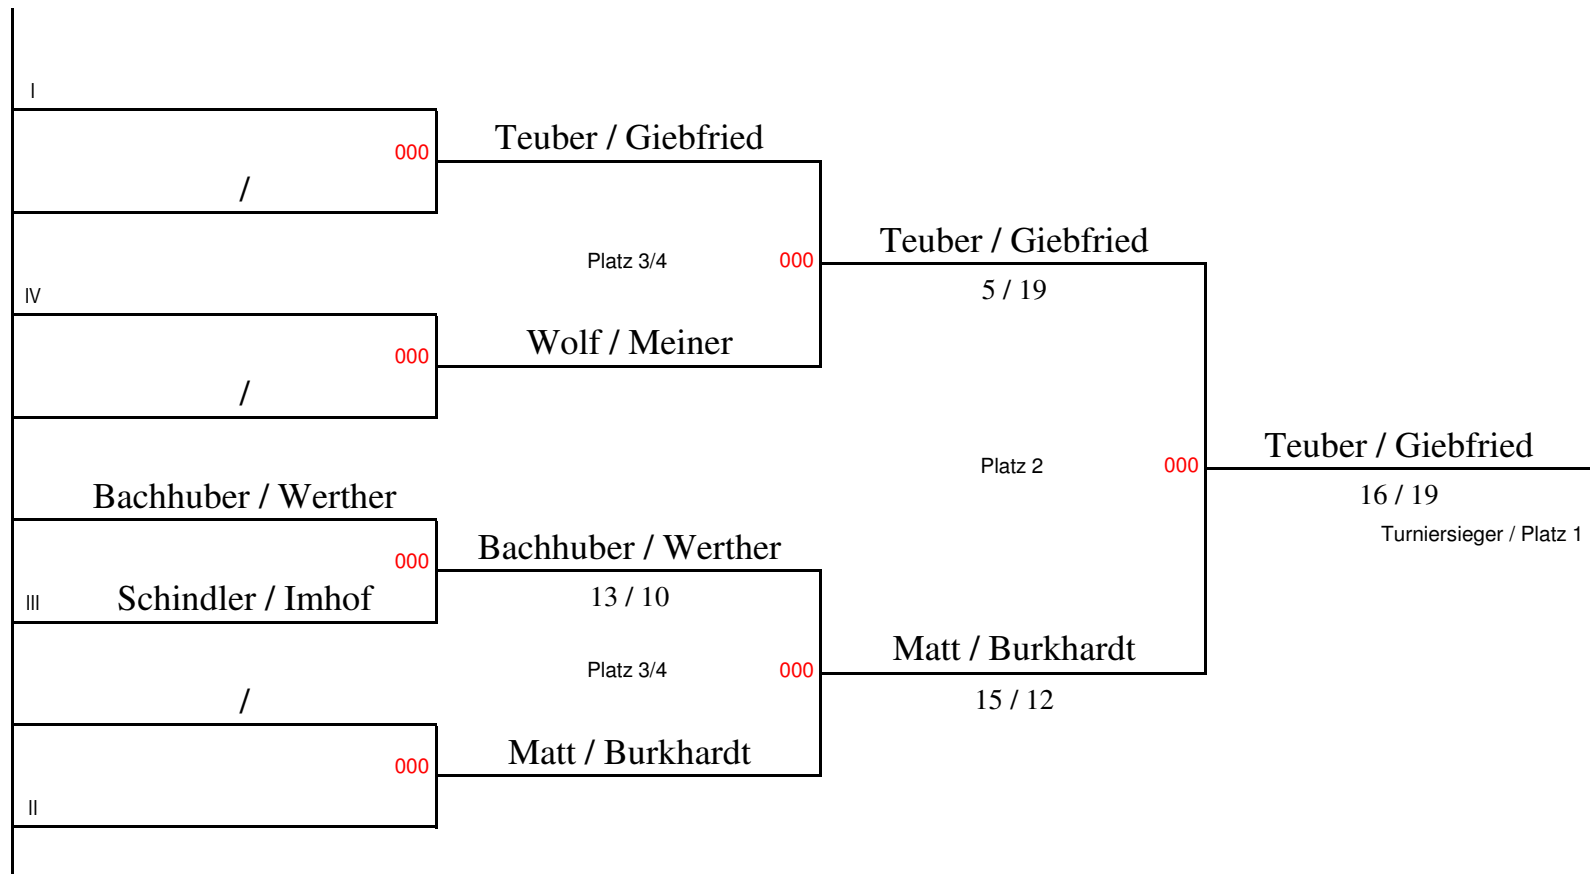 I
000
/
Teuber / Giebfried
Platz 3/4
000
Teuber / Giebfried
5 / 19
IV
000
/
Wolf / Meiner
Platz 2
000
Teuber / Giebfried
16 / 19
Turniersieger / Platz 1
Bachhuber / Werther
000
III
Schindler / Imhof
Bachhuber / Werther
13 / 10
Platz 3/4
000
Matt / Burkhardt
15 / 12
/
000
II
Matt / Burkhardt